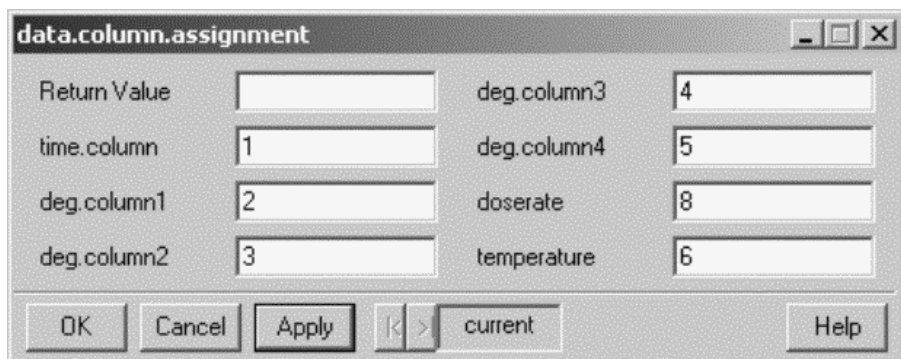 data.column.assignment
Return Value
time.column 1
deg.column1 2
deg.column2 3
deg.column3 4
deg.column4 5
doserate 8
temperature 6
OK Cancel Apply current Help